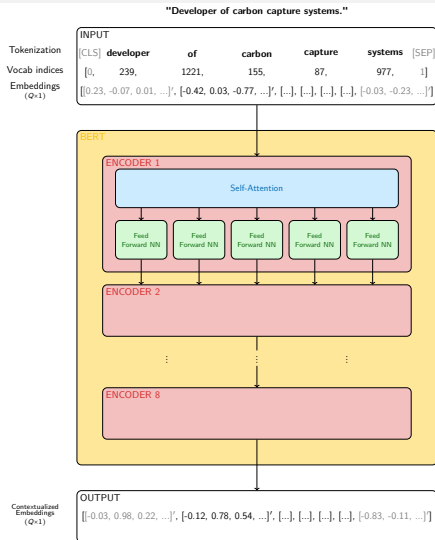 "Developer of carbon capture systems."
INPUT
Tokenization [CLS] developer of carbon capture systems [SEP]
Vocab indices [0, 239, 1221, 155, 87, 977, 1]
Embeddings [[0.23, -0.07, 0.01, ...]′, [-0.42, 0.03, -0.77, ...]′, [...], [...], [...], [...], [-0.03, -0.23, ...]′]
(Q×1)
BERT
ENCODER 1
Self-Attention
Feed Feed Feed Feed Feed
Forward NN Forward NN Forward NN Forward NN Forward NN
ENCODER 2
⋮ ⋮ ⋮
ENCODER 8
OUTPUT
Contextualized
Embeddings [[-0.03, 0.98, 0.22, ...]′, [-0.12, 0.78, 0.54, ...]′, [...], [...], [...], [...], [-0.83, -0.11, ...]′]
(Q×1)